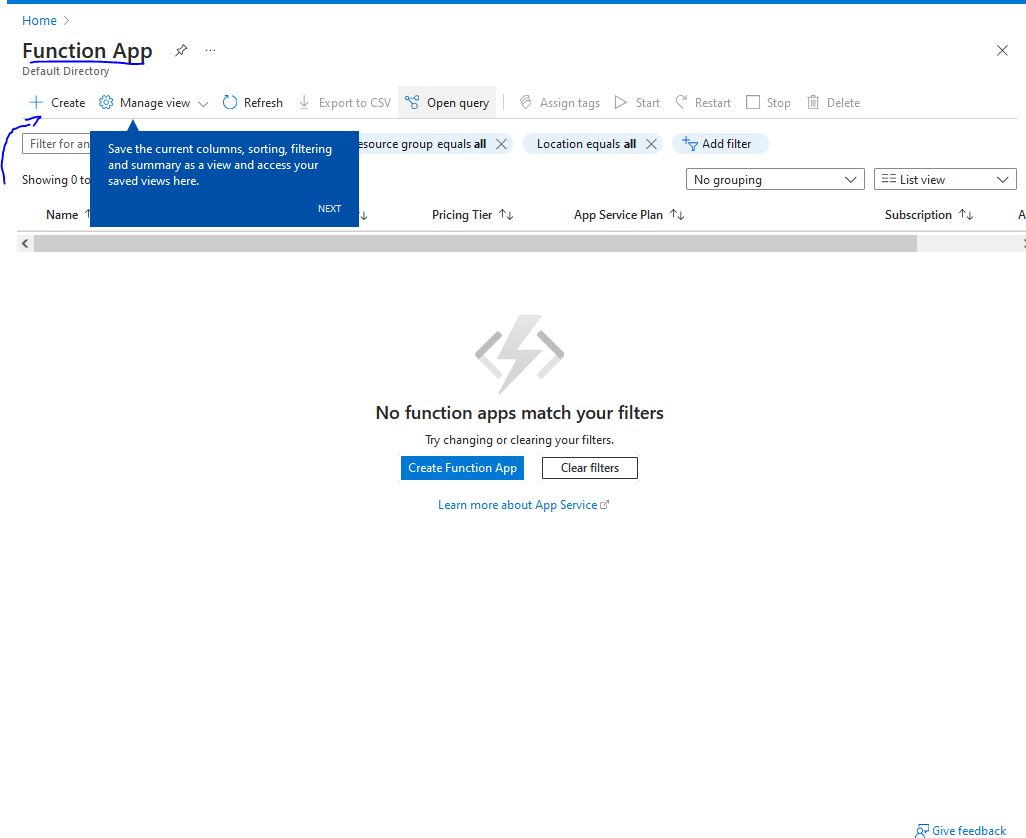 Home
Function App
Default Directory
Create Manage view Refresh Export to CSV Open query Assign tags Start Restart Stop Delete
Filter for an
esource group equals all Location equals all Add filter
Save the current columns, sorting, filtering
and summary as a view and access your
saved views here.
NEXT
Showing 0 to
No grouping List view
Name Pricing Tier App Service Plan Subscription A
No function apps match your filters
Try changing or clearing your filters.
Create Function App Clear filters
Learn more about App Service
Give feedback